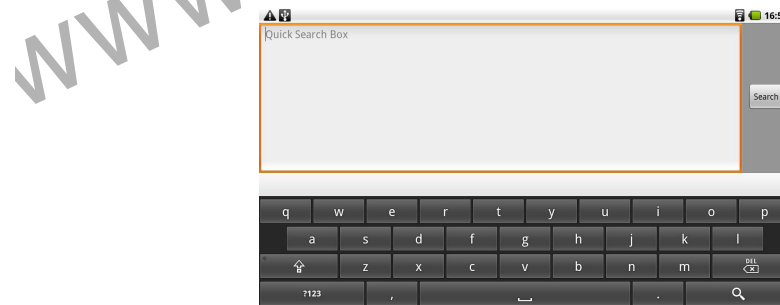 www
16:5
Quick Search Box
Search
q w e r t y u i o p
a s d f g h j k l
z x c v b n m DEL
?123 , .